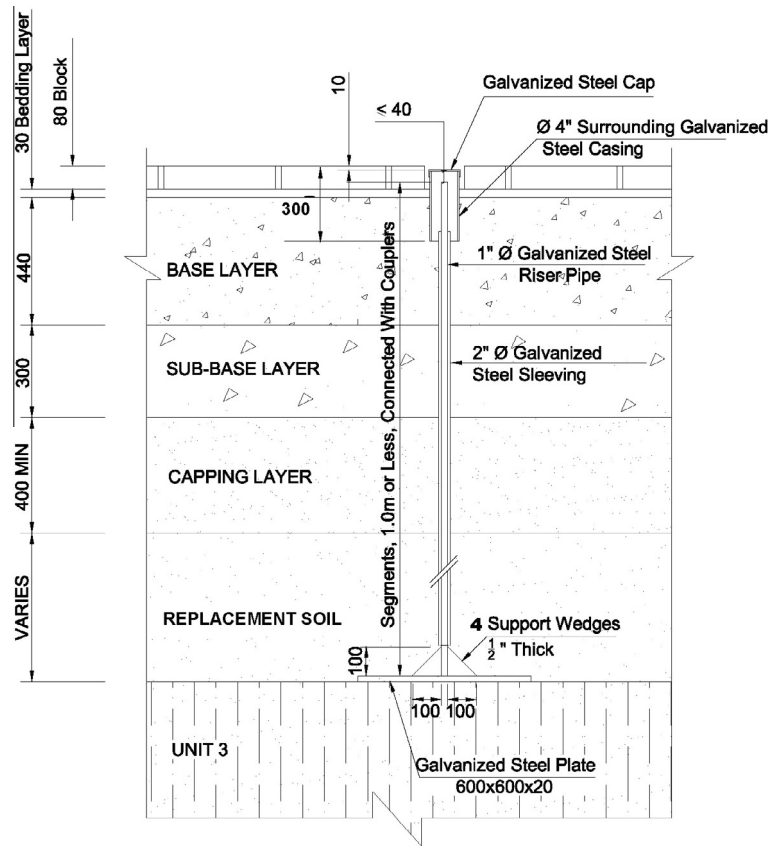 30 Bedding Layer
80 Block
10
Galvanized Steel Cap
≤ 40
Ø 4" Surrounding Galvanized
Steel Casing
300
440
BASE LAYER
1" Ø Galvanized Steel
Riser Pipe
300
SUB-BASE LAYER
2" Ø Galvanized
Steel Sleeving
Segments, 1.0m or Less, Connected With Couplers
400 MIN
CAPPING LAYER
VARIES
REPLACEMENT SOIL
4 Support Wedges
1/2" Thick
100
100 100
UNIT 3
Galvanized Steel Plate
600x600x20